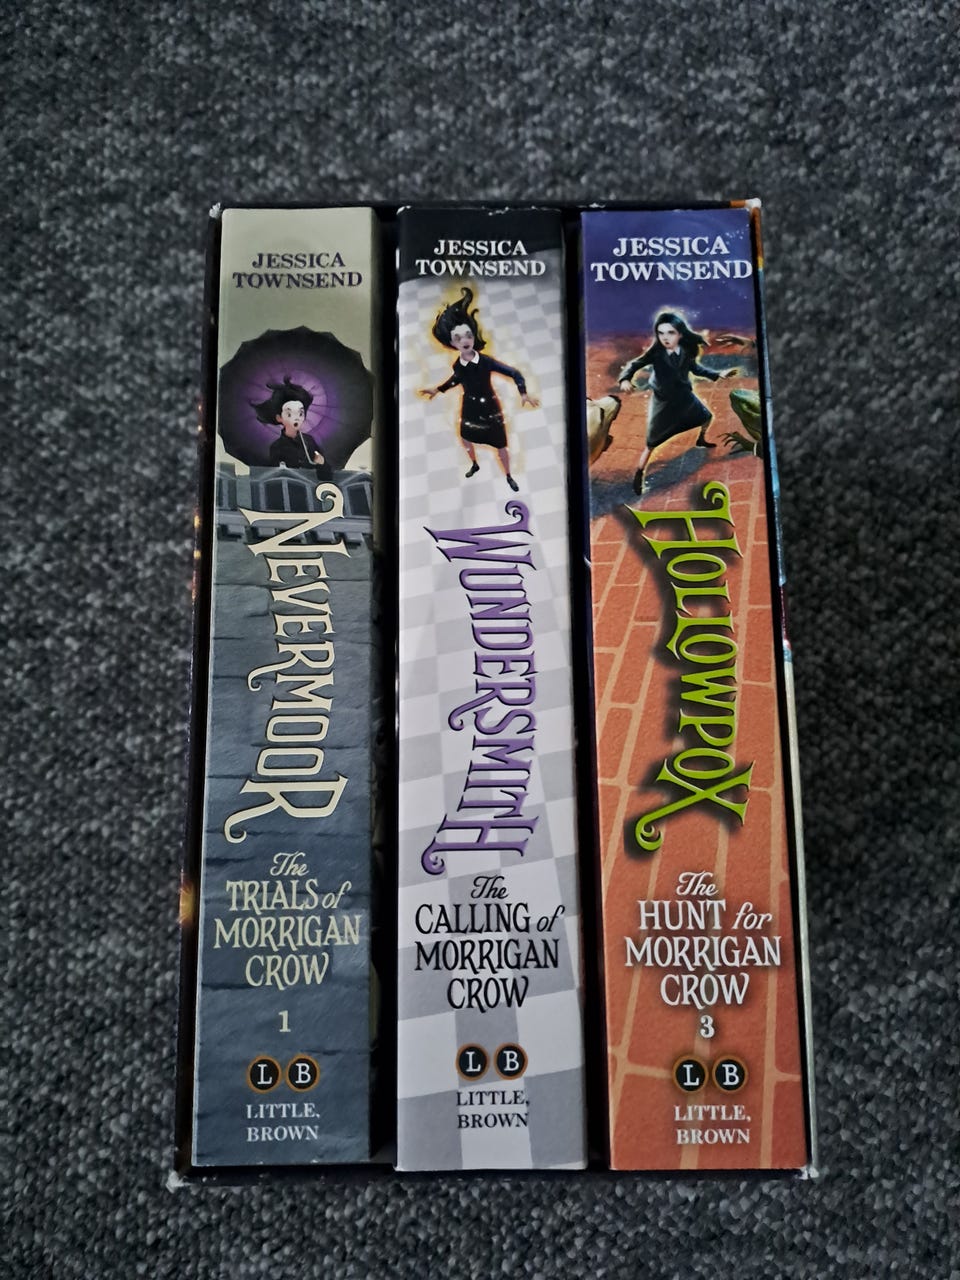 JESSICA
TOWNSEND
NEVERMOOR
The
TRIALS of
MORRIGAN
CROW
1
L B
LITTLE,
BROWN
JESSICA
TOWNSEND
WUNDERSMITH
The
CALLING of
MORRIGAN
CROW
L B
LITTLE,
BROWN
JESSICA
TOWNSEND
HOLLOWPOX
The
HUNT for
MORRIGAN
CROW
3
L B
LITTLE,
BROWN